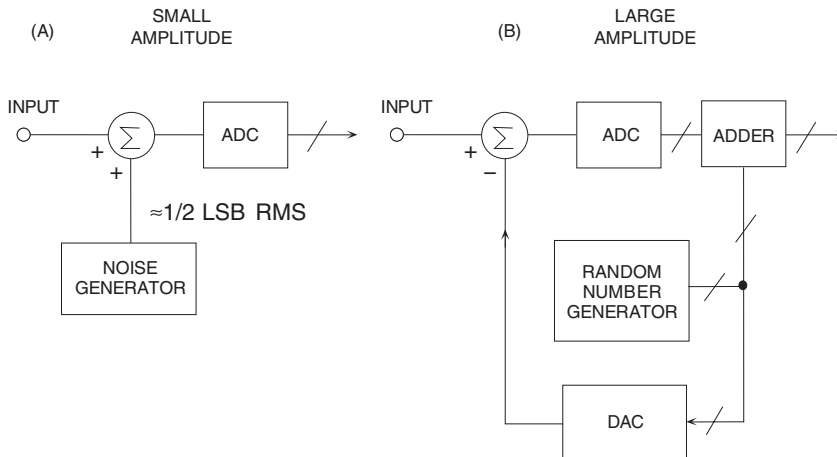 (A)
SMALL
AMPLITUDE
INPUT
Σ
+
+
ADC
≈1/2 LSB RMS
NOISE
GENERATOR
(B)
LARGE
AMPLITUDE
INPUT
Σ
+
−
ADC
ADDER
RANDOM
NUMBER
GENERATOR
DAC